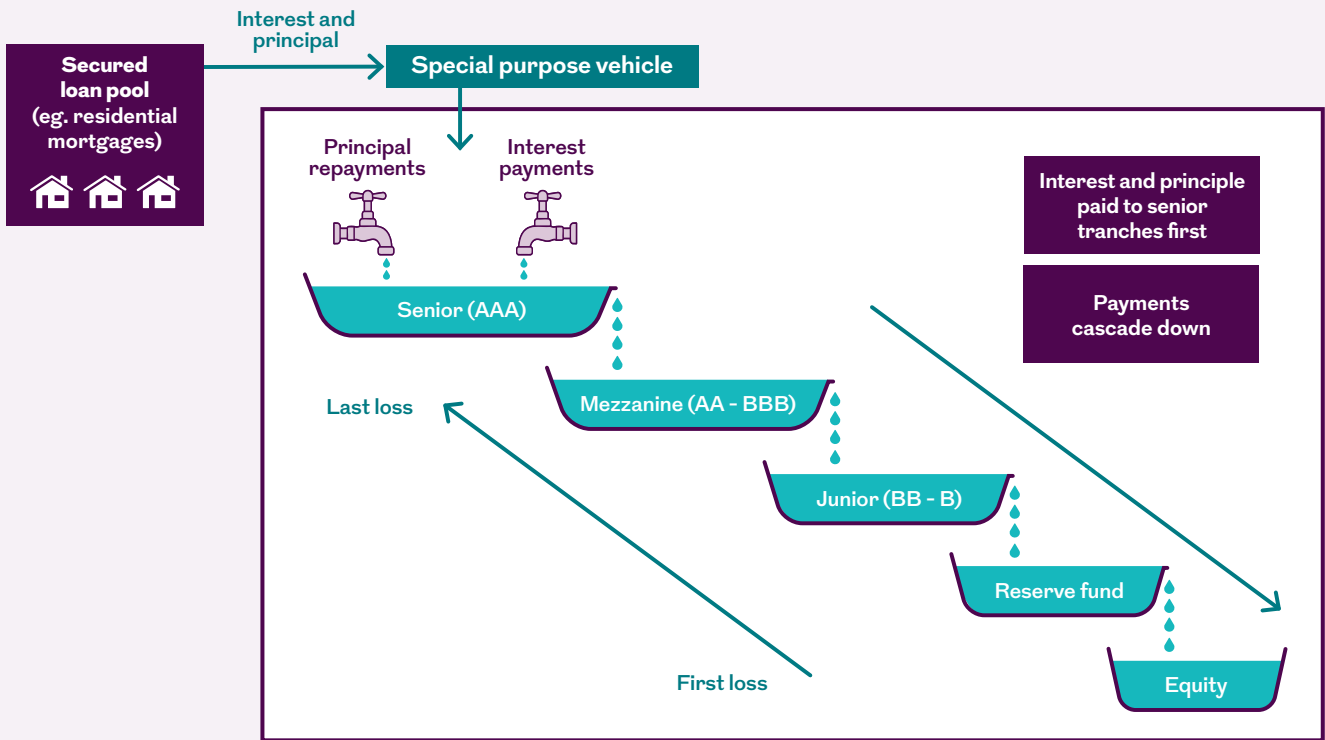 Interest and
principal
Secured
loan pool
(eg. residential
mortgages)
Special purpose vehicle
Principal
repayments
Interest
payments
Interest and principle
paid to senior
tranches first
Payments
cascade down
Senior (AAA)
Last loss
Mezzanine (AA - BBB)
Junior (BB - B)
Reserve fund
First loss
Equity